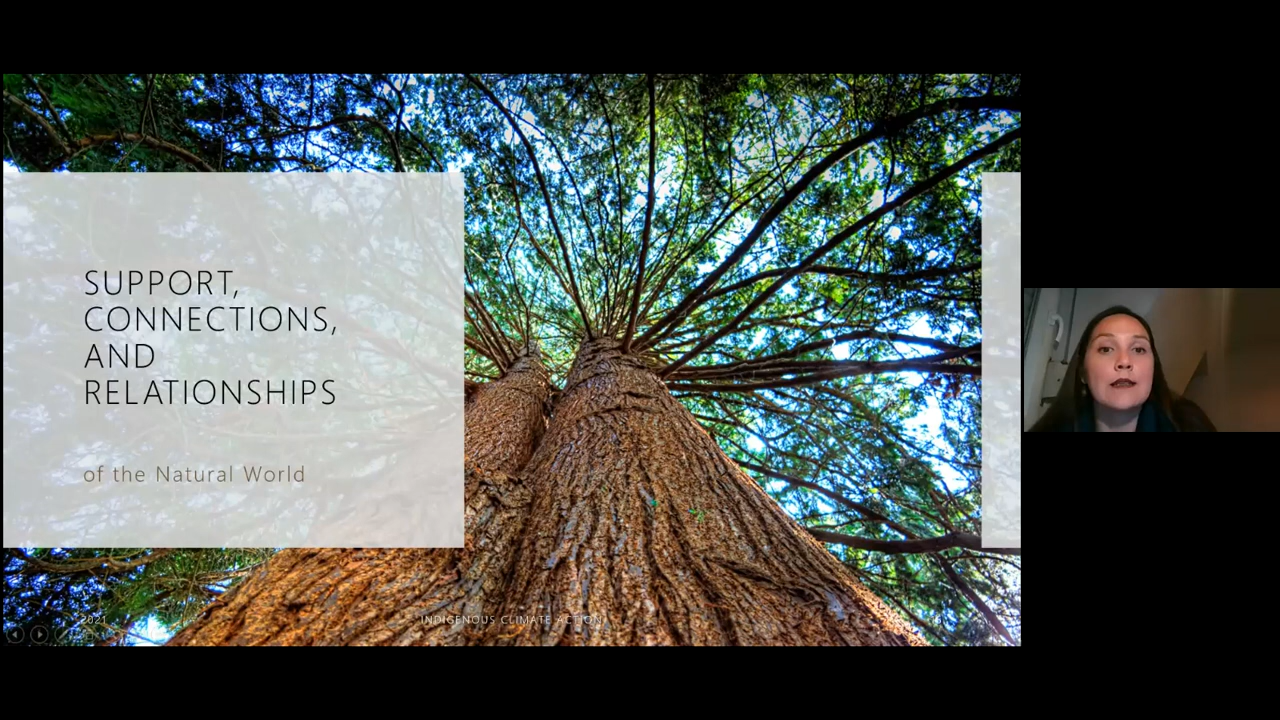 SUPPORT,
CONNECTIONS,
AND
RELATIONSHIPS
of the Natural World
2021
INDIGENOUS CLIMATE ACTION